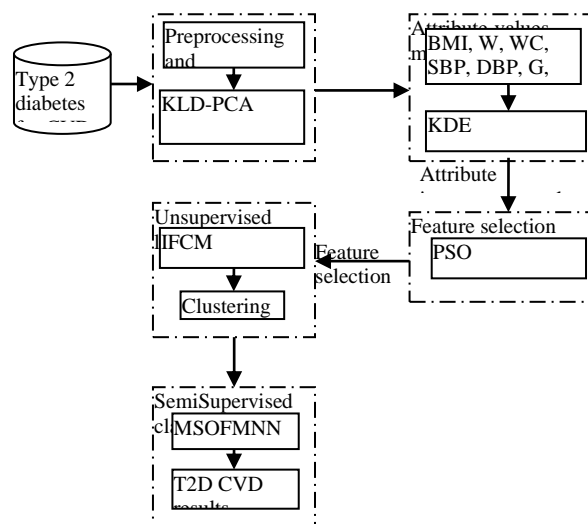 Type 2
diabetes
Preprocessing
and
KLD-PCA
Attribute values
BMI, W, WC,
SBP, DBP, G,
KDE
Attribute
Feature selection
PSO
Feature
selection
Unsupervised
IIFCM
Clustering
SemiSupervised
MSOFMNN
T2D CVD
results